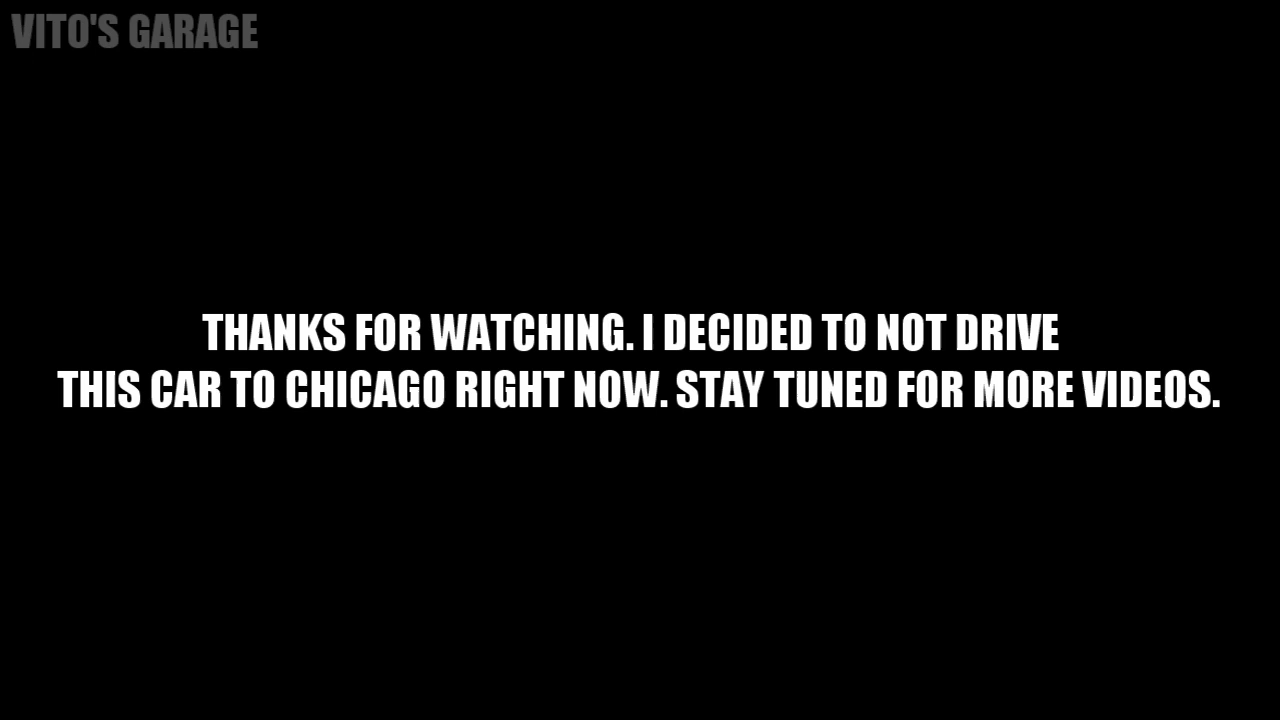 VITO'S GARAGE
THANKS FOR WATCHING. I DECIDED TO NOT DRIVE
THIS CAR TO CHICAGO RIGHT NOW. STAY TUNED FOR MORE VIDEOS.